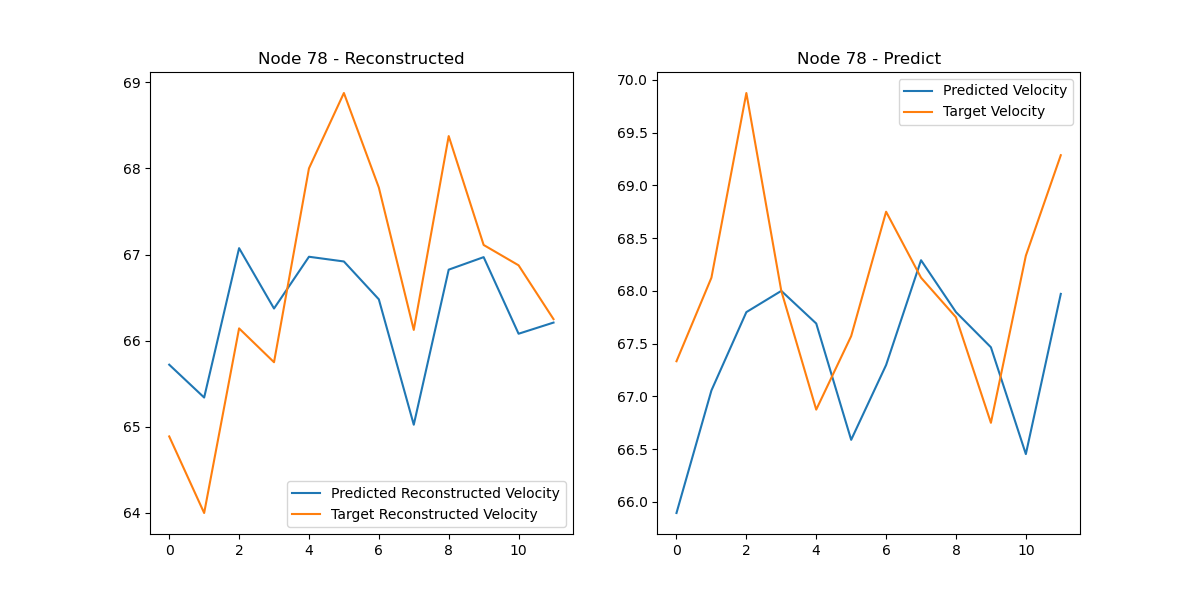 Node 78 - Reconstructed
69
68
67
66
65
64
0 2 4 6 8 10
Predicted Reconstructed Velocity
Target Reconstructed Velocity
Node 78 - Predict
70.0
69.5
69.0
68.5
68.0
67.5
67.0
66.5
66.0
0 2 4 6 8 10
Predicted Velocity
Target Velocity